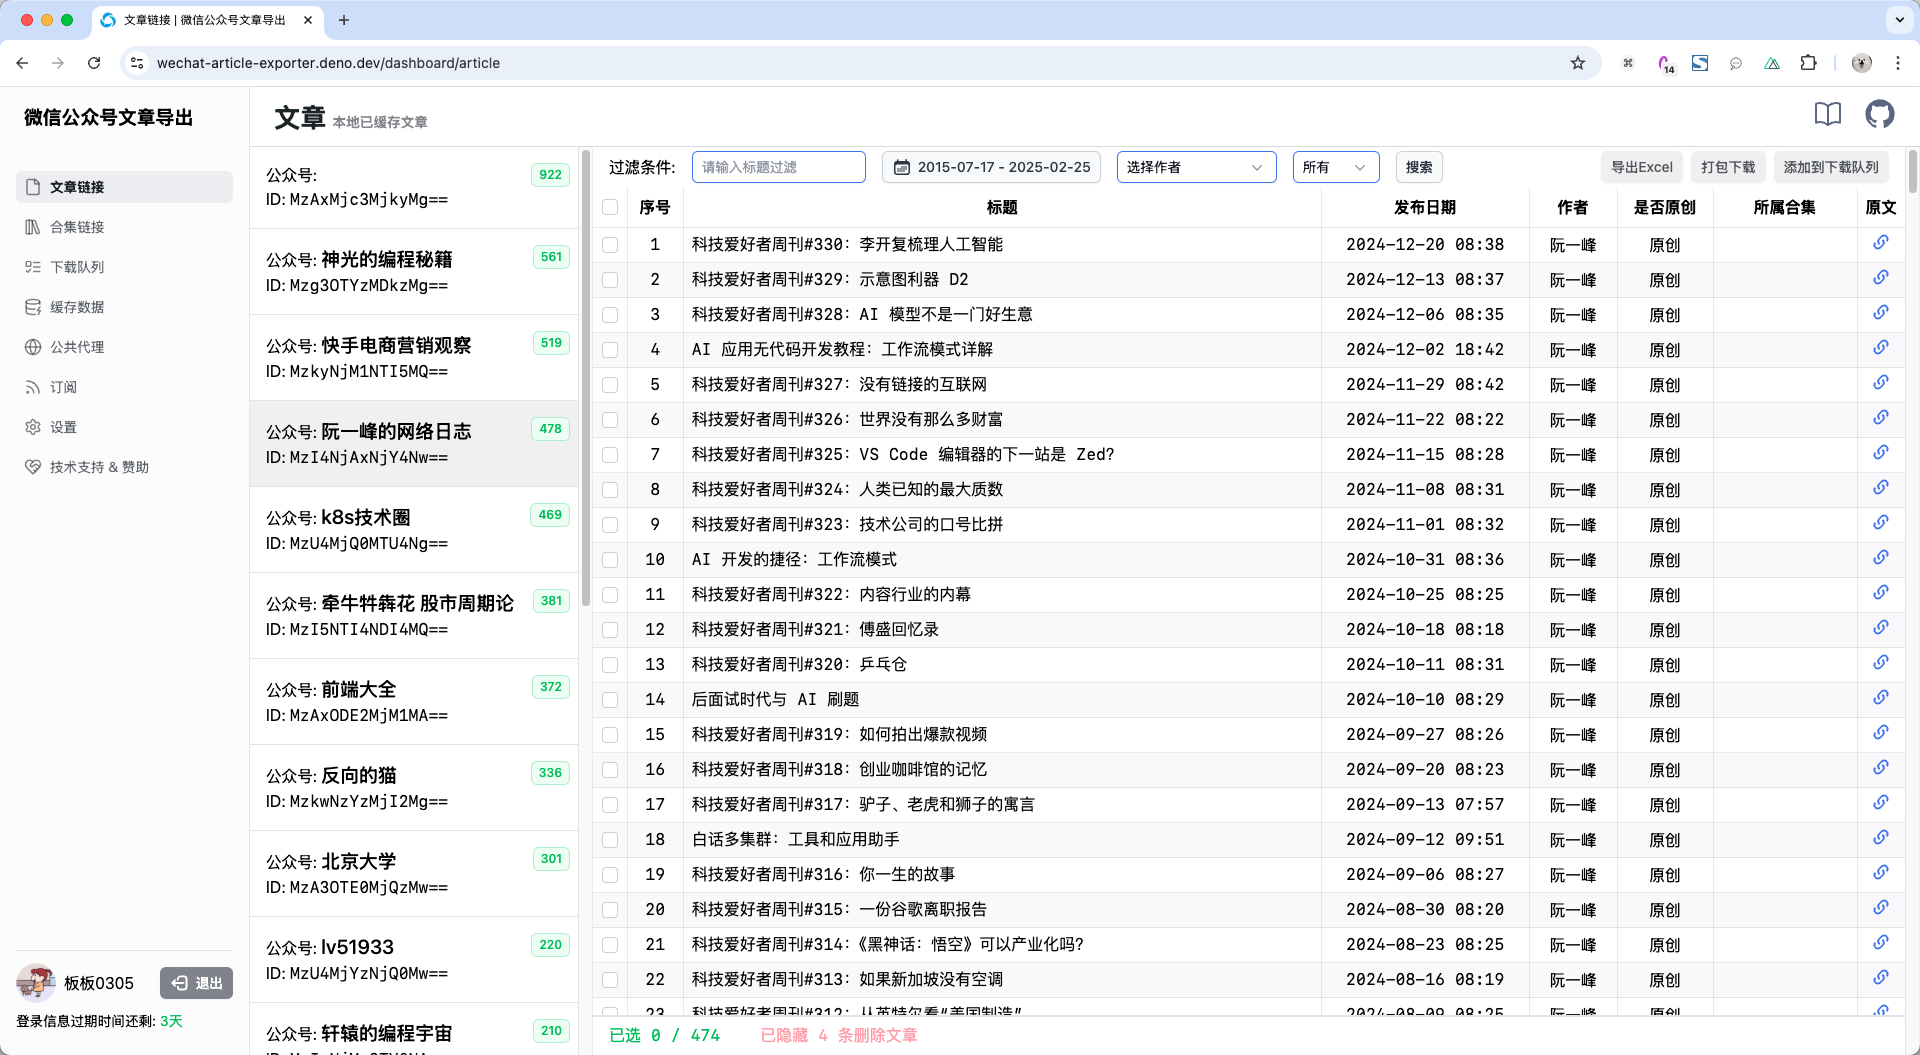 文章链接 | 微信公众号文章导出
wechat-article-exporter.deno.dev/dashboard/article
14
微信公众号文章导出
文章链接
合集链接
下载队列
缓存数据
公共代理
订阅
设置
技术支持 & 赞助
板板0305
退出
登录信息过期时间还剩: 3天
文章 本地已缓存文章
公众号:
922
ID: MzAxMjc3MjkyMg==
公众号: 神光的编程秘籍
561
ID: Mzg3OTYzMDkzMg==
公众号: 快手电商营销观察
519
ID: MzkyNjM1NTI5MQ==
公众号: 阮一峰的网络日志
478
ID: MzI4NjAxNjY4Nw==
公众号: k8s技术圈
469
ID: MzU4MjQ0MTU4Ng==
公众号: 牵牛牪犇花 股市周期论
381
ID: MzI5NTI4NDI4MQ==
公众号: 前端大全
372
ID: MzAxODE2MjM1MA==
公众号: 反向的猫
336
ID: MzkwNzYzMjI2Mg==
公众号: 北京大学
301
ID: MzA3OTE0MjQzMw==
公众号: lv51933
220
ID: MzU4MjYzNjQ0Mw==
公众号: 轩辕的编程宇宙
210
过滤条件: 请输入标题过滤 2015-07-17 - 2025-02-25 选择作者 所有 搜索 导出Excel 打包下载 添加到下载队列
序号 标题 发布日期 作者 是否原创 所属合集 原文
1 科技爱好者周刊#330：李开复梳理人工智能 2024-12-20 08:38 阮一峰 原创
2 科技爱好者周刊#329：示意图利器 D2 2024-12-13 08:37 阮一峰 原创
3 科技爱好者周刊#328：AI 模型不是一门好生意 2024-12-06 08:35 阮一峰 原创
4 AI 应用无代码开发教程：工作流模式详解 2024-12-02 18:42 阮一峰 原创
5 科技爱好者周刊#327：没有链接的互联网 2024-11-29 08:42 阮一峰 原创
6 科技爱好者周刊#326：世界没有那么多财富 2024-11-22 08:22 阮一峰 原创
7 科技爱好者周刊#325：VS Code 编辑器的下一站是 Zed? 2024-11-15 08:28 阮一峰 原创
8 科技爱好者周刊#324：人类已知的最大质数 2024-11-08 08:31 阮一峰 原创
9 科技爱好者周刊#323：技术公司的口号比拼 2024-11-01 08:32 阮一峰 原创
10 AI 开发的捷径：工作流模式 2024-10-31 08:36 阮一峰 原创
11 科技爱好者周刊#322：内容行业的内幕 2024-10-25 08:25 阮一峰 原创
12 科技爱好者周刊#321：傅盛回忆录 2024-10-18 08:18 阮一峰 原创
13 科技爱好者周刊#320：乒乓仓 2024-10-11 08:31 阮一峰 原创
14 后面试时代与 AI 刷题 2024-10-10 08:29 阮一峰 原创
15 科技爱好者周刊#319：如何拍出爆款视频 2024-09-27 08:26 阮一峰 原创
16 科技爱好者周刊#318：创业咖啡馆的记忆 2024-09-20 08:23 阮一峰 原创
17 科技爱好者周刊#317：驴子、老虎和狮子的寓言 2024-09-13 07:57 阮一峰 原创
18 白话多集群：工具和应用助手 2024-09-12 09:51 阮一峰 原创
19 科技爱好者周刊#316：你一生的故事 2024-09-06 08:27 阮一峰 原创
20 科技爱好者周刊#315：一份谷歌离职报告 2024-08-30 08:20 阮一峰 原创
21 科技爱好者周刊#314：《黑神话：悟空》可以产业化吗? 2024-08-23 08:25 阮一峰 原创
22 科技爱好者周刊#313：如果新加坡没有空调 2024-08-16 08:19 阮一峰 原创
23 科技爱好者周刊#312：从英特尔看“美国制造” 2024-08-09 08:25 阮一峰 原创
已选 0 / 474 已隐藏 4 条删除文章